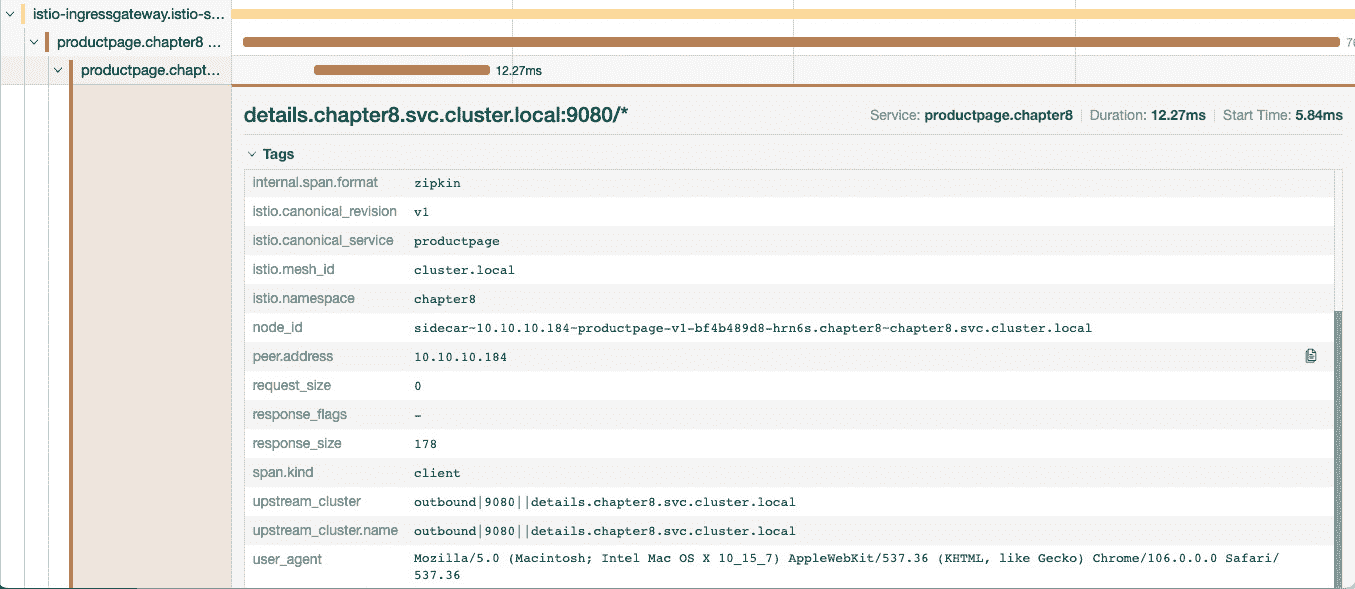 istio-ingressgateway.istio-s...
productpage.chapter8 ...
productpage.chapt...
12.27ms
details.chapter8.svc.cluster.local:9080/*
Service: productpage.chapter8 Duration: 12.27ms Start Time: 5.84ms
Tags
internal.span.format zipkin
istio.canonical_revision v1
istio.canonical_service productpage
istio.mesh_id cluster.local
istio.namespace chapter8
node_id sidecar~10.10.10.184~productpage-v1-bf4b489d8-hrn6s.chapter8~chapter8.svc.cluster.local
peer.address 10.10.10.184
request_size 0
response_flags -
response_size 178
span.kind client
upstream_cluster outbound|9080||details.chapter8.svc.cluster.local
upstream_cluster.name outbound|9080||details.chapter8.svc.cluster.local
user_agent Mozilla/5.0 (Macintosh; Intel Mac OS X 10_15_7) AppleWebKit/537.36 (KHTML, like Gecko) Chrome/106.0.0.0 Safari/
537.36